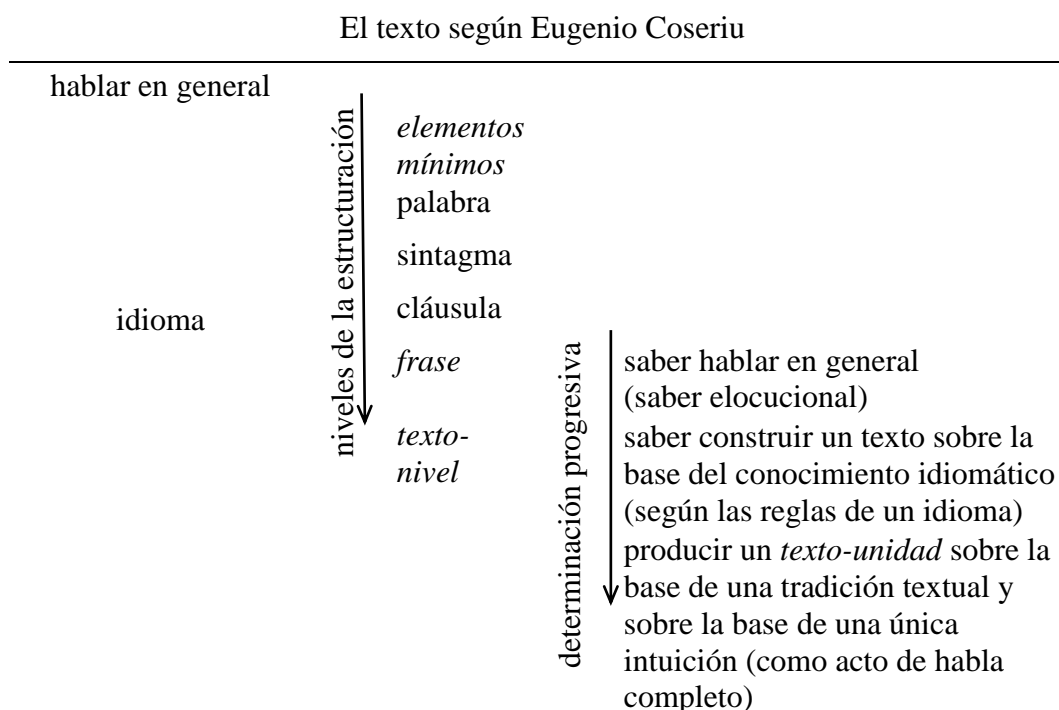 El texto según Eugenio Coseriu
hablar en general
idioma
niveles de la estructuración
elementos
mínimos
palabra
sintagma
cláusula
frase
texto-
nivel
determinación progresiva
saber hablar en general
(saber elocucional)
saber construir un texto sobre la
base del conocimiento idiomático
(según las reglas de un idioma)
producir un texto-unidad sobre la
base de una tradición textual y
sobre la base de una única
intuición (como acto de habla
completo)